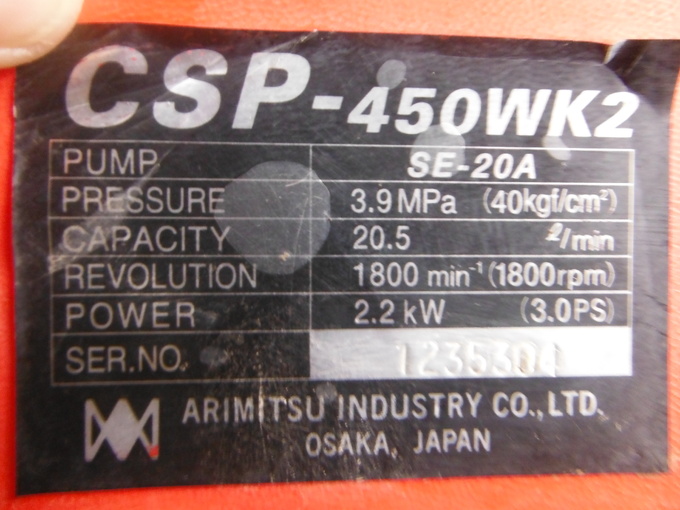 CSP-450WK2
PUMP SE-20A
PRESSURE 3.9 MPa (40kgf/cm²)
CAPACITY 20.5 ℓ/min
REVOLUTION 1800 min⁻¹ (1800rpm)
POWER 2.2 kW (3.0PS)
SER.NO. 1235304
ARIMITSU INDUSTRY CO.,LTD.
OSAKA, JAPAN